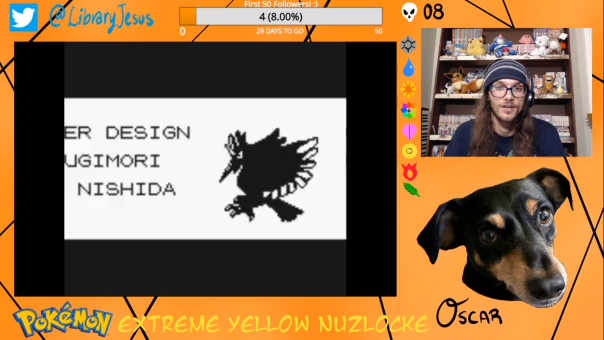 @LibraryJesus
First 50 Followers! :)
4 (8.00%)
0
29 DAYS TO GO
50
08
ER DESIGN
UGIMORI
NISHIDA
POKéMON EXTREME YELLOW NUZLOCKE
OSCAR